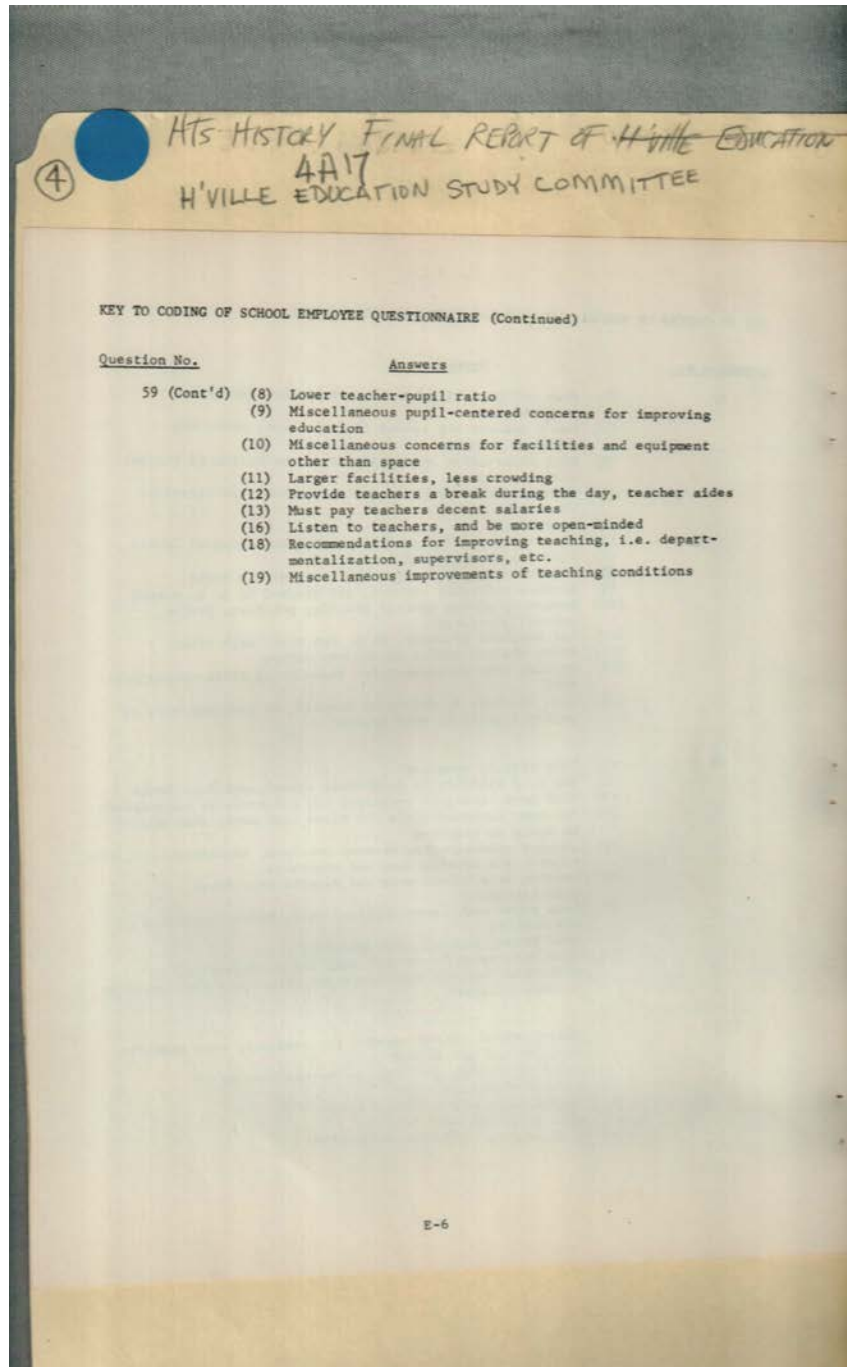 HTS HISTORY FINAL REPORT OF H'VILLE EDUCATION
4A17
④
H'VILLE EDUCATION STUDY COMMITTEE
KEY TO CODING OF SCHOOL EMPLOYEE QUESTIONNAIRE (Continued)
Question No. Answers
59 (Cont'd) (8) Lower teacher-pupil ratio
(9) Miscellaneous pupil-centered concerns for improving
education
(10) Miscellaneous concerns for facilities and equipment
other than space
(11) Larger facilities, less crowding
(12) Provide teachers a break during the day, teacher aides
(13) Must pay teachers decent salaries
(16) Listen to teachers, and be more open-minded
(18) Recommendations for improving teaching, i.e. depart-
mentalization, supervisors, etc.
(19) Miscellaneous improvements of teaching conditions
E-6